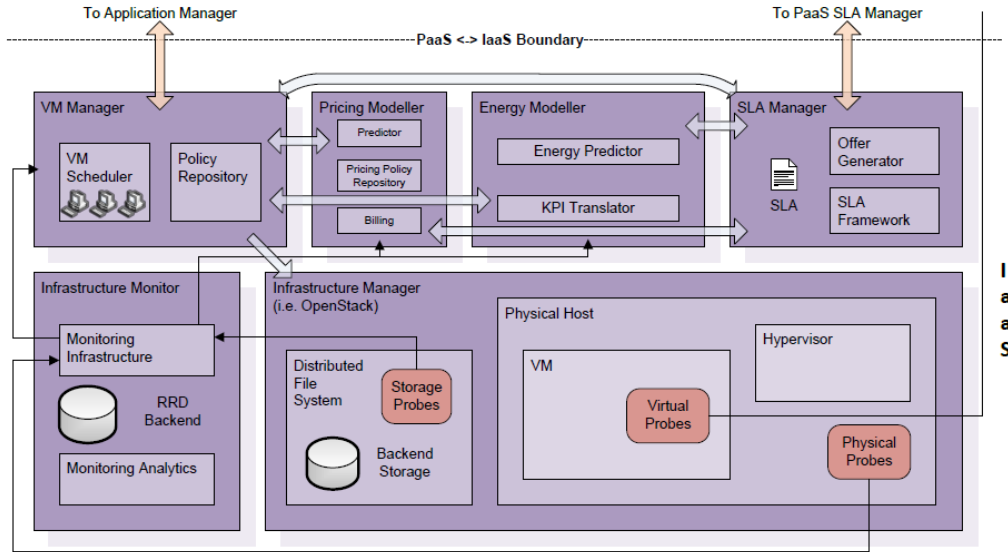 To Application Manager
To PaaS SLA Manager
PaaS <-> IaaS Boundary
VM Manager
VM
Scheduler
Policy
Repository
Pricing Modeller
Predictor
Pricing Policy
Repository
Billing
Energy Modeller
Energy Predictor
KPI Translator
SLA Manager
SLA
Offer
Generator
SLA
Framework
Infrastructure Monitor
Monitoring
Infrastructure
RRD
Backend
Monitoring Analytics
Infrastructure Manager
(i.e. OpenStack)
Distributed
File
System
Storage
Probes
Backend
Storage
Physical Host
VM
Virtual
Probes
Hypervisor
Physical
Probes
I
a
a
S